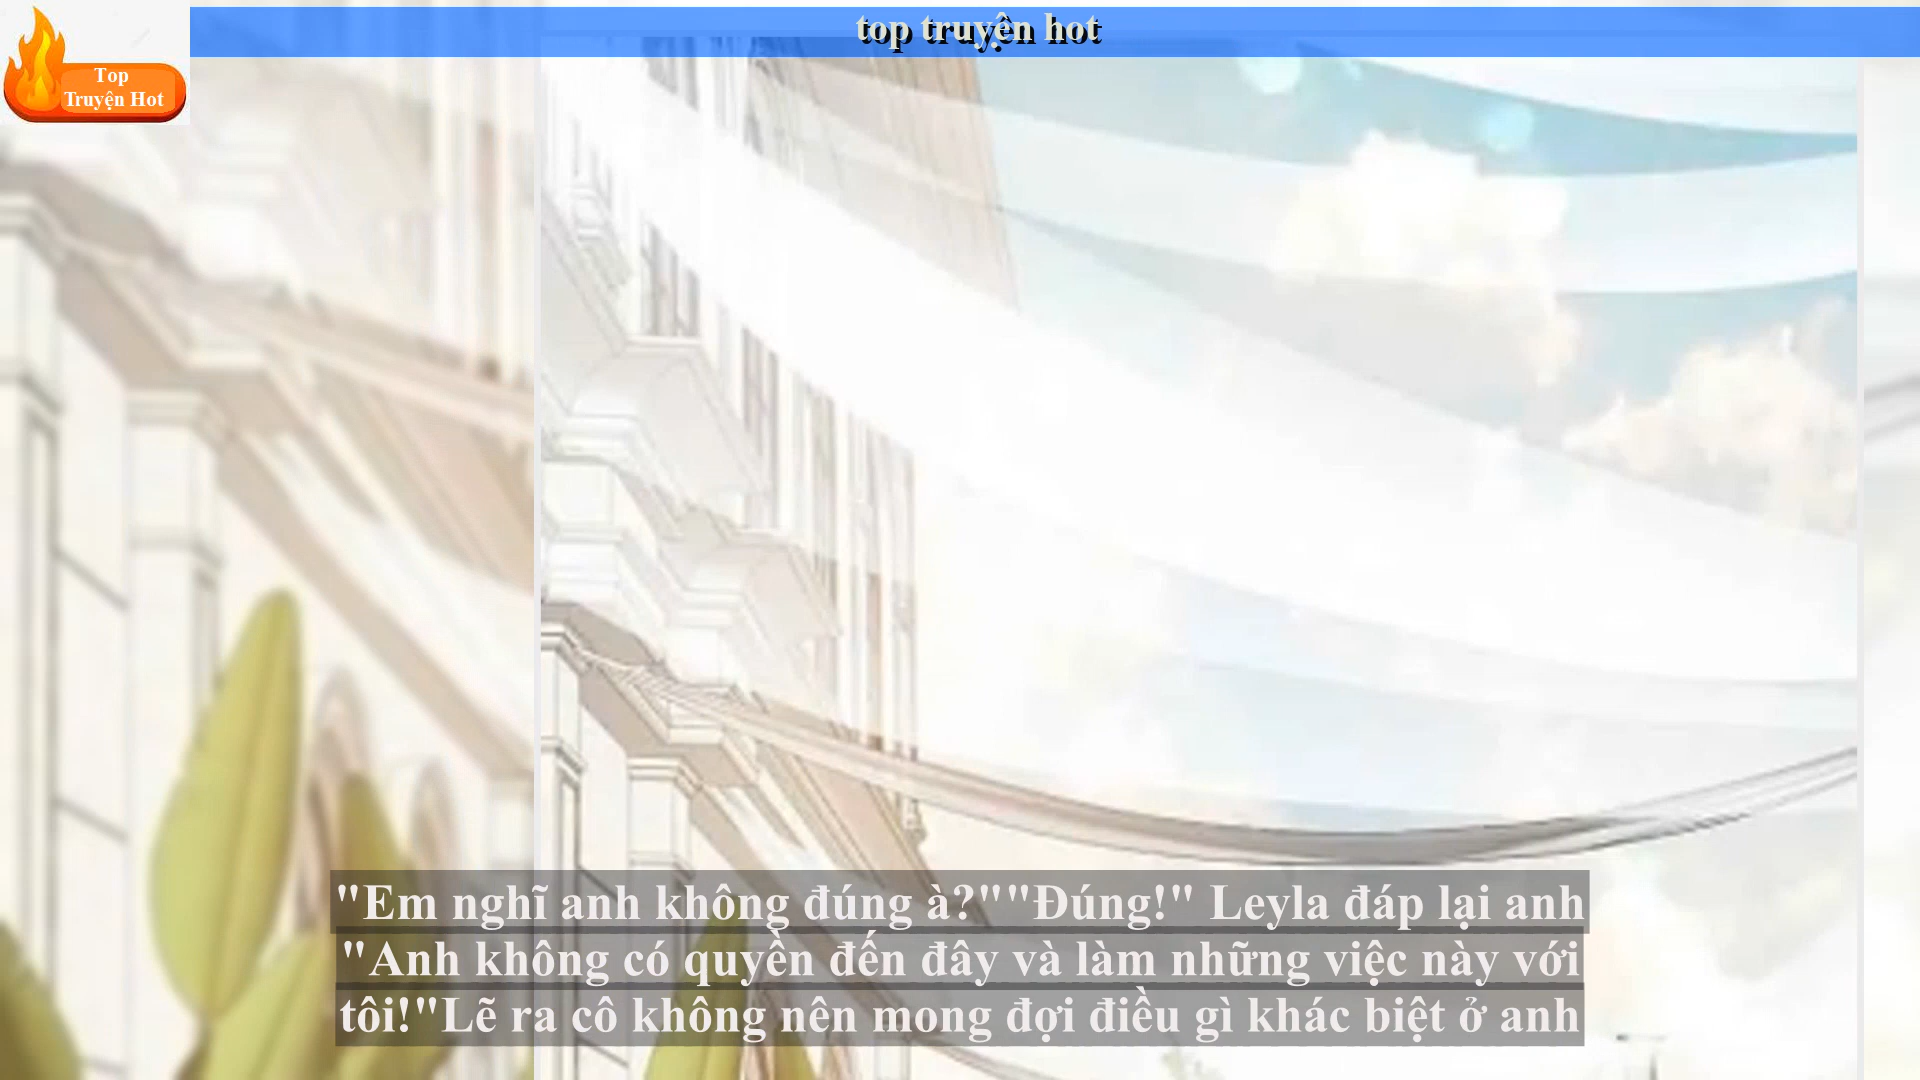 top truyện hot
Top
Truyện Hot
"Em nghĩ anh không đúng à?""Đúng!" Leyla đáp lại anh
"Anh không có quyền đến đây và làm những việc này với
tôi!"Lẽ ra cô không nên mong đợi điều gì khác biệt ở anh